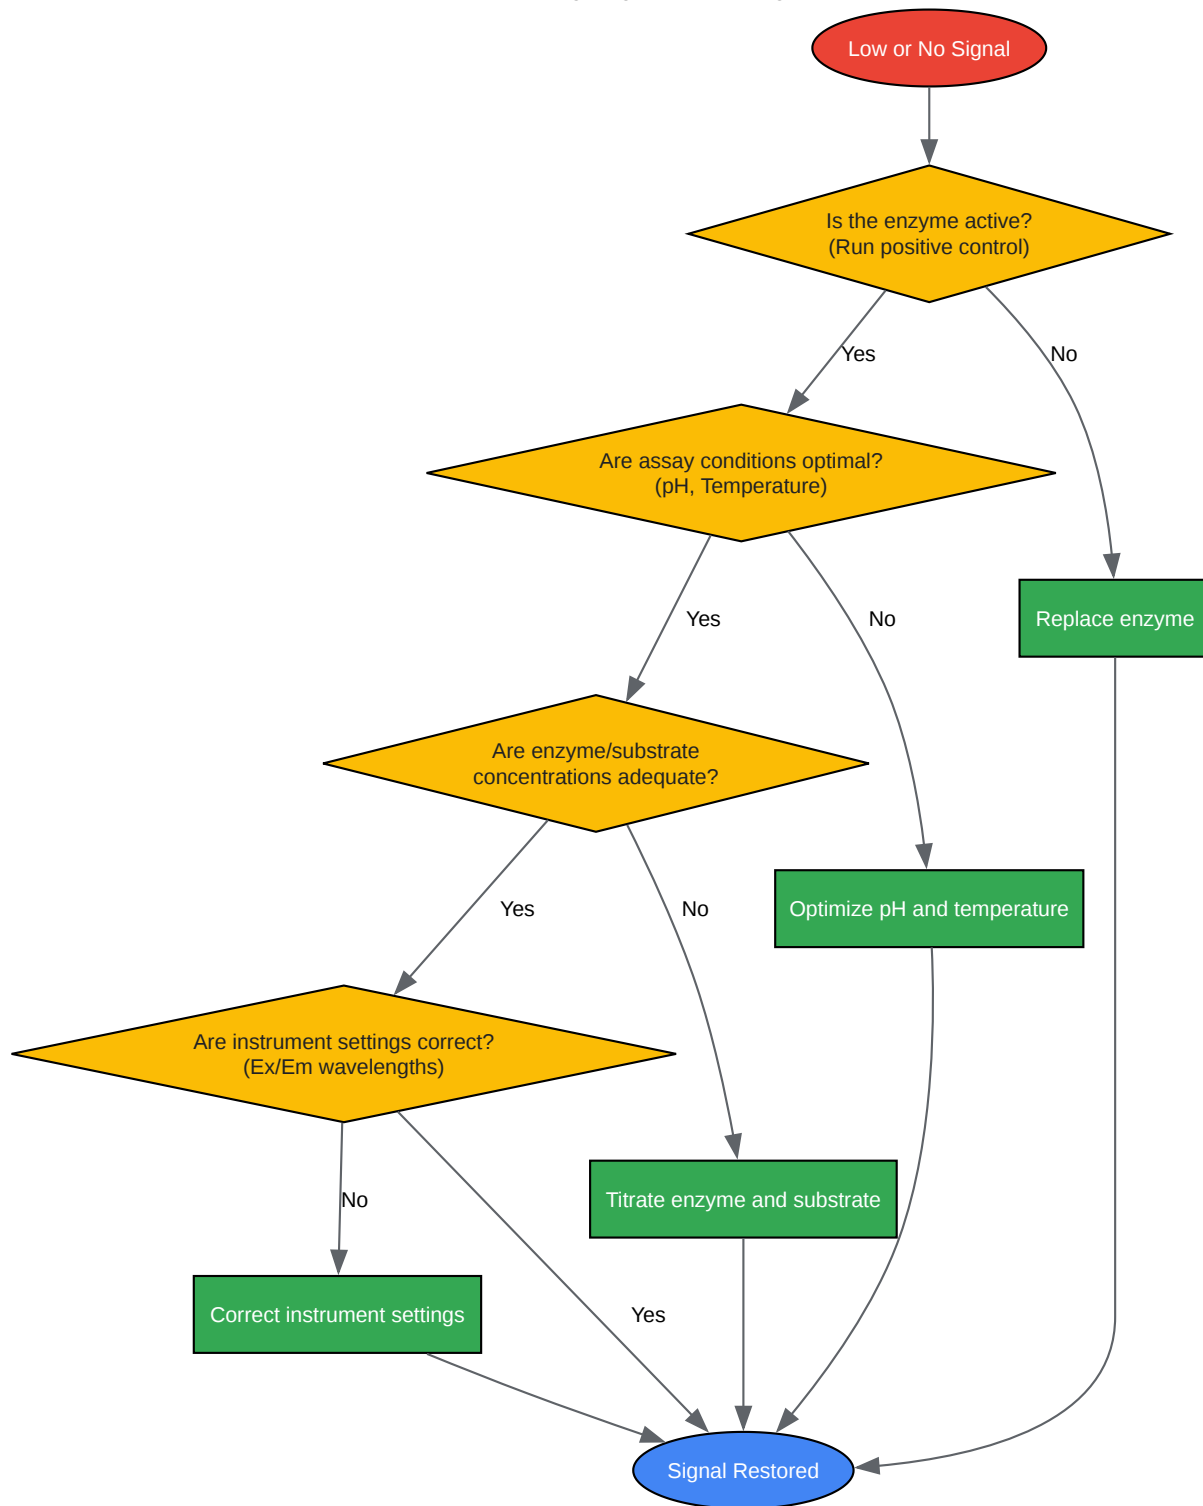 Low or No Signal
Is the enzyme active?
(Run positive control)
Yes
No
Are assay conditions optimal?
(pH, Temperature)
Yes
No
Replace enzyme
Are enzyme/substrate
concentrations adequate?
Yes
No
Optimize pH and temperature
Are instrument settings correct?
(Ex/Em wavelengths)
No
Yes
Titrate enzyme and substrate
Correct instrument settings
Signal Restored